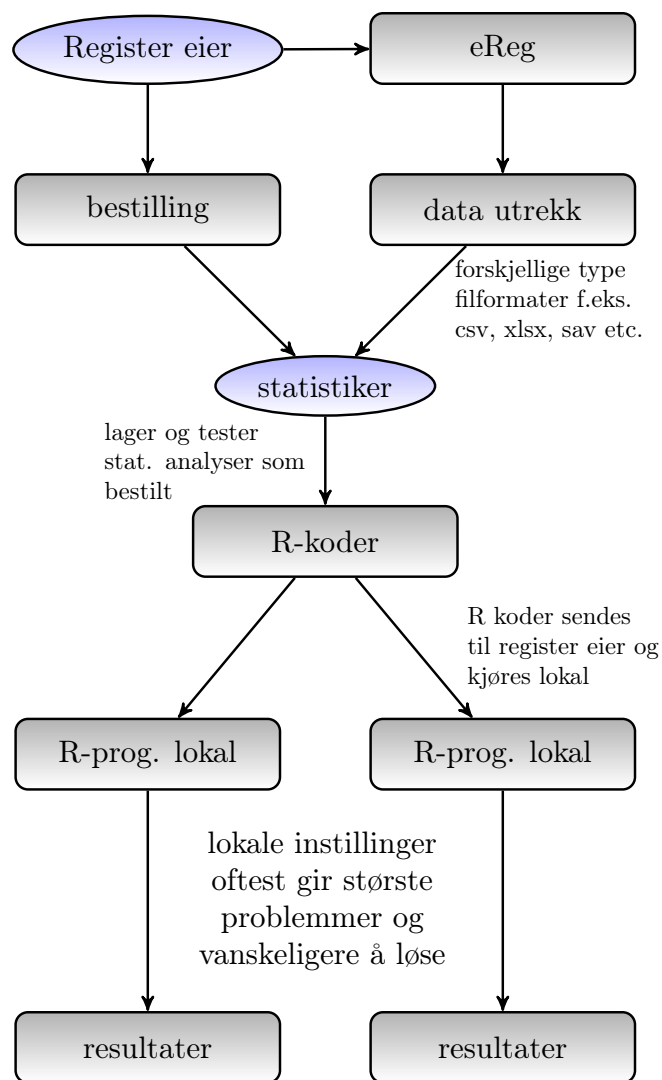 Register eier
eReg
bestilling
data utrekk
forskjellige type
filformater f.eks.
csv, xlsx, sav etc.
statistiker
lager og tester
stat. analyser som
bestilt
R-koder
R koder sendes
til register eier og
kjøres lokal
R-prog. lokal
R-prog. lokal
lokale instillinger
oftest gir største
problemmer og
vanskeligere å løse
resultater
resultater